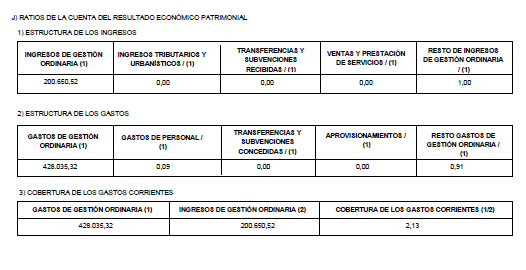 J) RATIOS DE LA CUENTA DEL RESULTADO ECONÓMICO PATRIMONIAL
1) ESTRUCTURA DE LOS INGRESOS
INGRESOS DE GESTIÓN ORDINARIA (1) | INGRESOS TRIBUTARIOS Y URBANÍSTICOS / (1) | TRANSFERENCIAS Y SUBVENCIONES RECIBIDAS / (1) | VENTAS Y PRESTACIÓN DE SERVICIOS / (1) | RESTO DE INGRESOS DE GESTIÓN ORDINARIA / (1)
200.650,52 | 0,00 | 0,00 | 0,00 | 1,00
2) ESTRUCTURA DE LOS GASTOS
GASTOS DE GESTIÓN ORDINARIA (1) | GASTOS DE PERSONAL / (1) | TRANSFERENCIAS Y SUBVENCIONES CONCEDIDAS / (1) | APROVISIONAMIENTOS / (1) | RESTO GASTOS DE GESTIÓN ORDINARIA / (1)
428.035,32 | 0,09 | 0,00 | 0,00 | 0,91
3) COBERTURA DE LOS GASTOS CORRIENTES
GASTOS DE GESTIÓN ORDINARIA (1) | INGRESOS DE GESTIÓN ORDINARIA (2) | COBERTURA DE LOS GASTOS CORRIENTES (1/2)
428.035,32 | 200.650,52 | 2,13